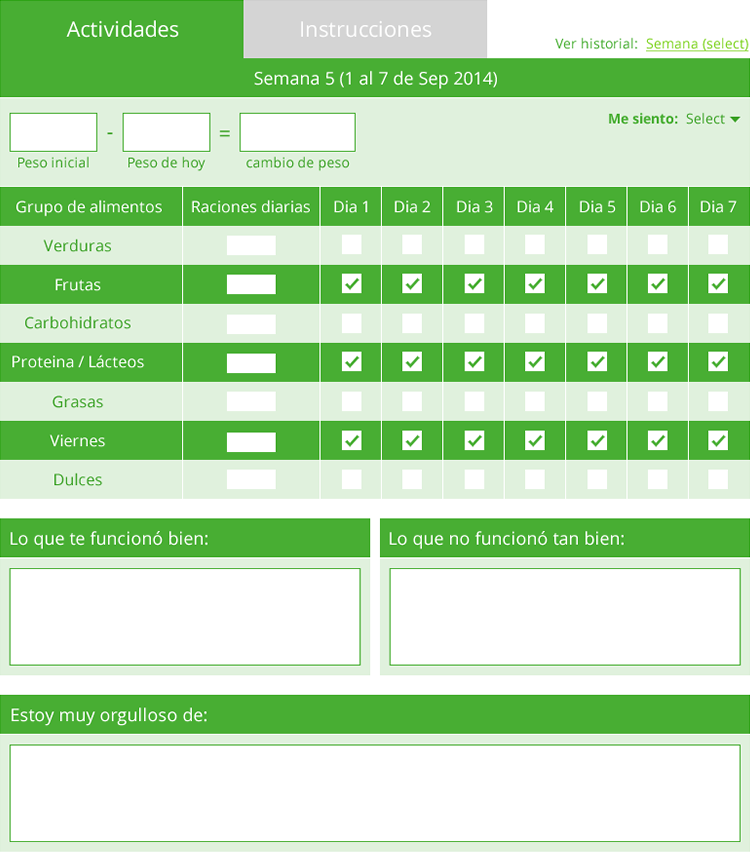 Actividades
Instrucciones
Ver historial: Semana (select)
Semana 5 (1 al 7 de Sep 2014)
Me siento: Select
- =
Peso inicial Peso de hoy cambio de peso
Grupo de alimentos Raciones diarias Dia 1 Dia 2 Dia 3 Dia 4 Dia 5 Dia 6 Dia 7
Verduras
Frutas
Carbohidratos
Proteina / Lácteos
Grasas
Viernes
Dulces
Lo que te funcionó bien:
Lo que no funcionó tan bien:
Estoy muy orgulloso de: